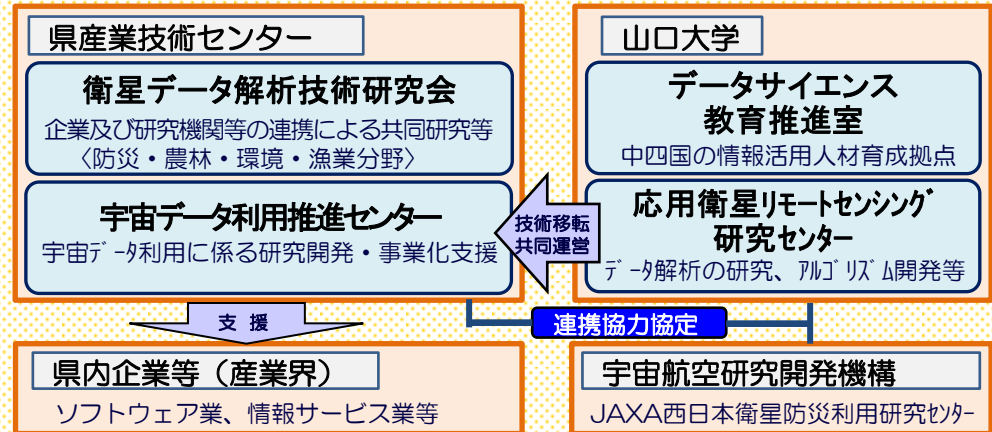 県産業技術センター
衛星データ解析技術研究会
企業及び研究機関等の連携による共同研究等
〈防災・農林・環境・漁業分野〉
宇宙データ利用推進センター
宇宙ﾃﾞｰﾀ利用に係る研究開発・事業化支援
山口大学
データサイエンス
教育推進室
中四国の情報活用人材育成拠点
応用衛星ﾘﾓｰﾄｾﾝｼﾝｸﾞ
研究ｾﾝﾀｰ
ﾃﾞｰﾀ解析の研究、ｱﾙｺﾞﾘｽﾞﾑ開発等
技術移転
共同運営
支 援
連携協力協定
県内企業等（産業界）
ソフトウェア業、情報サービス業等
宇宙航空研究開発機構
JAXA西日本衛星防災利用研究ｾﾝﾀｰ